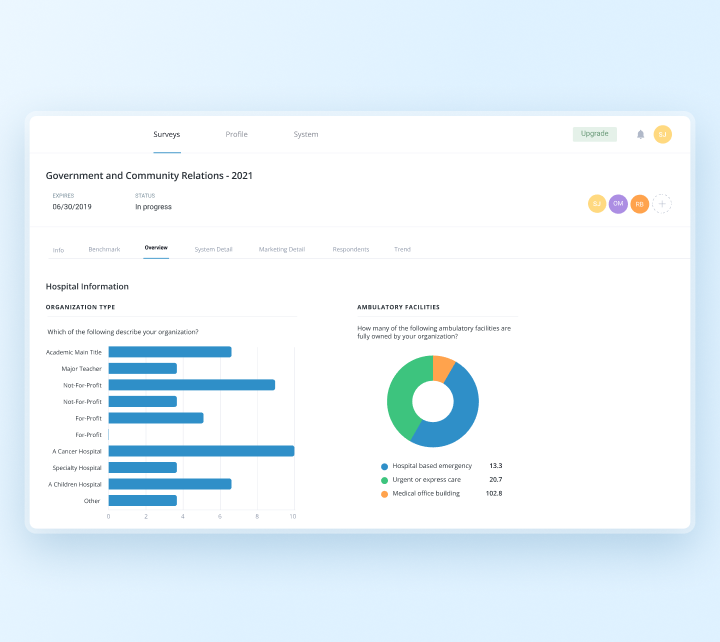 Surveys Profile System Upgrade SJ
Government and Community Relations - 2021
EXPIRES STATUS
06/30/2019 In progress
SJ DM RB +
Info Benchmark Overview System Detail Marketing Detail Respondents Trend
Hospital Information
ORGANIZATION TYPE
Which of the following describe your organization?
Academic Main Title
Major Teacher
Not-For-Profit
Not-For-Profit
For-Profit
For-Profit
A Cancer Hospital
Specialty Hospital
A Children Hospital
Other
0 2 4 6 8 10
AMBULATORY FACILITIES
How many of the following ambulatory facilities are
fully owned by your organization?
Hospital based emergency 13.3
Urgent or express care 20.7
Medical office building 102.8